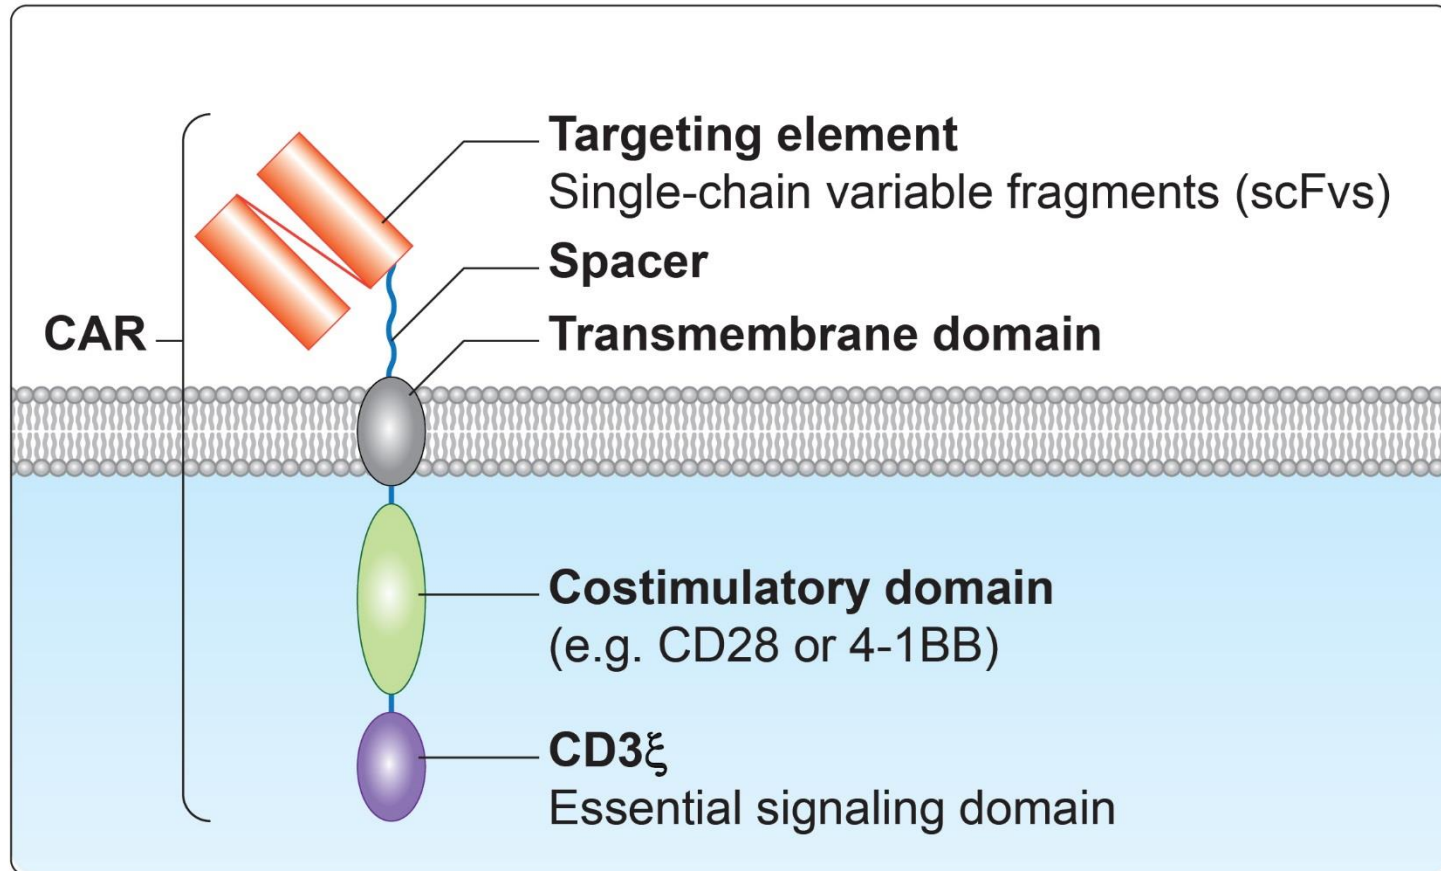 Targeting element
Single-chain variable fragments (scFvs)
Spacer
CAR
Transmembrane domain
Costimulatory domain
(e.g. CD28 or 4-1BB)
CD3ξ
Essential signaling domain